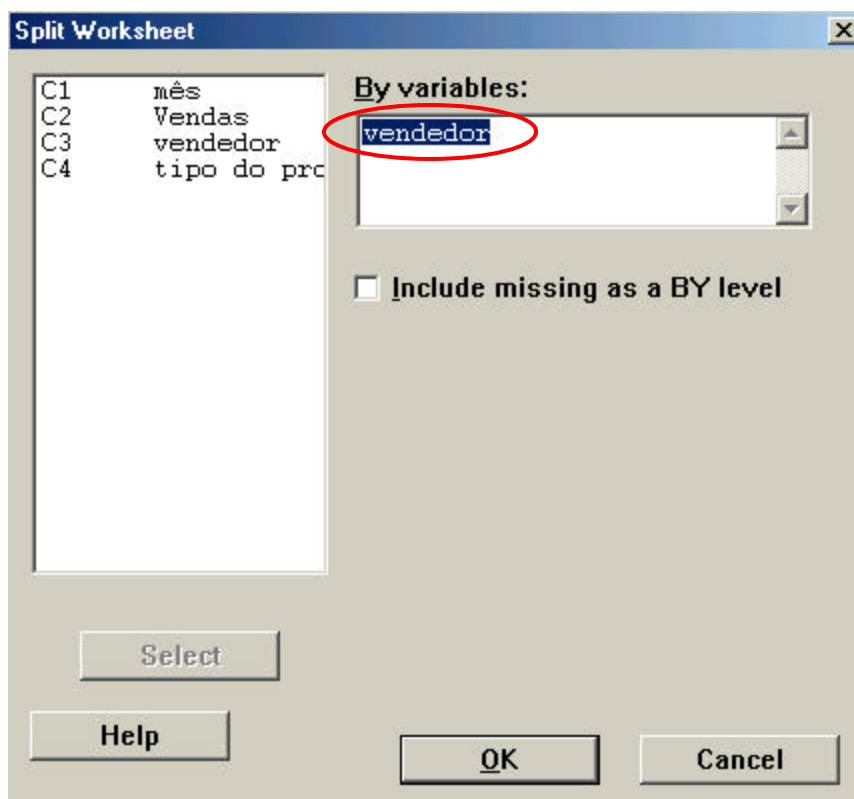 Split Worksheet
C1 mês
C2 Vendas
C3 vendedor
C4 tipo do pro
By variables:
vendedor
Include missing as a BY level
Select
Help
OK
Cancel